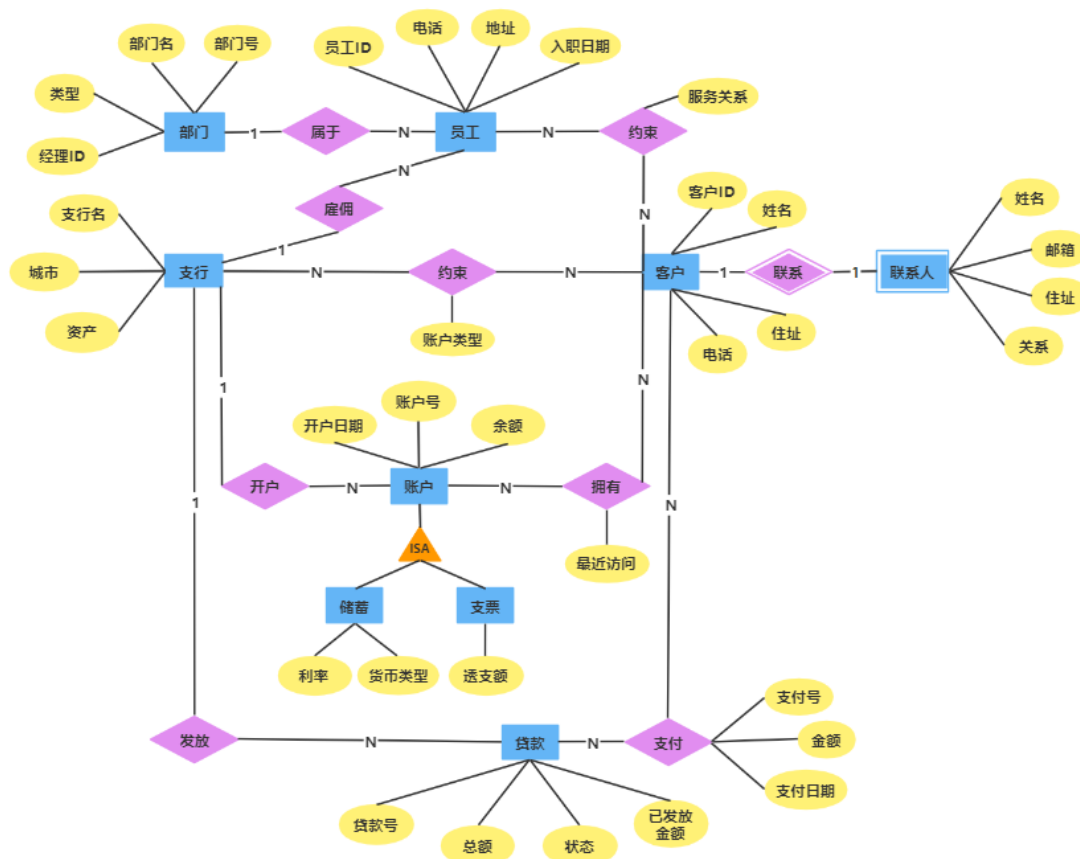 部门名
部门号
员工ID
电话
地址
入职日期
类型
服务关系
部门
1
属于
N
员工
N
约束
经理ID
N
客户ID
姓名
姓名
支行名
雇佣
N
邮箱
1
城市
支行
N
约束
N
客户
1
联系
1
联系人
住址
资产
账户类型
电话
住址
关系
1
N
账户号
开户日期
余额
开户
N
账户
N
拥有
1
N
ISA
最近访问
储蓄
支票
利率
货币类型
透支额
支付号
发放
N
贷款
N
支付
金额
支付日期
贷款号
总额
状态
已发放
金额